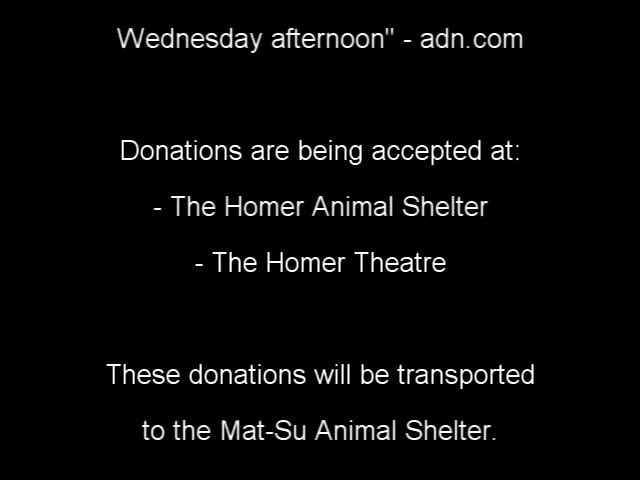 Wednesday afternoon" - adn.com
Donations are being accepted at:
- The Homer Animal Shelter
- The Homer Theatre
These donations will be transported
to the Mat-Su Animal Shelter.